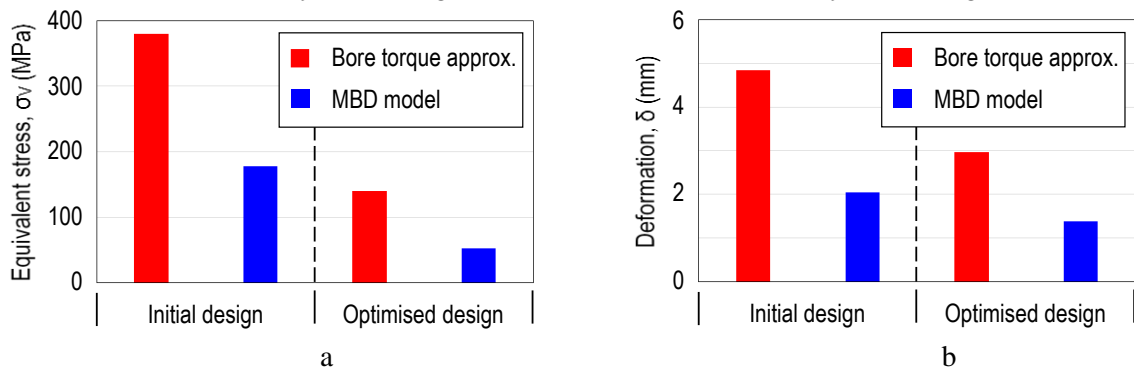 Equivalent stress, σv (MPa)
400
300
200
100
0
Bore torque approx.
MBD model
Initial design
Optimised design
a
Deformation, δ (mm)
6
4
2
0
Bore torque approx.
MBD model
Initial design
Optimised design
b